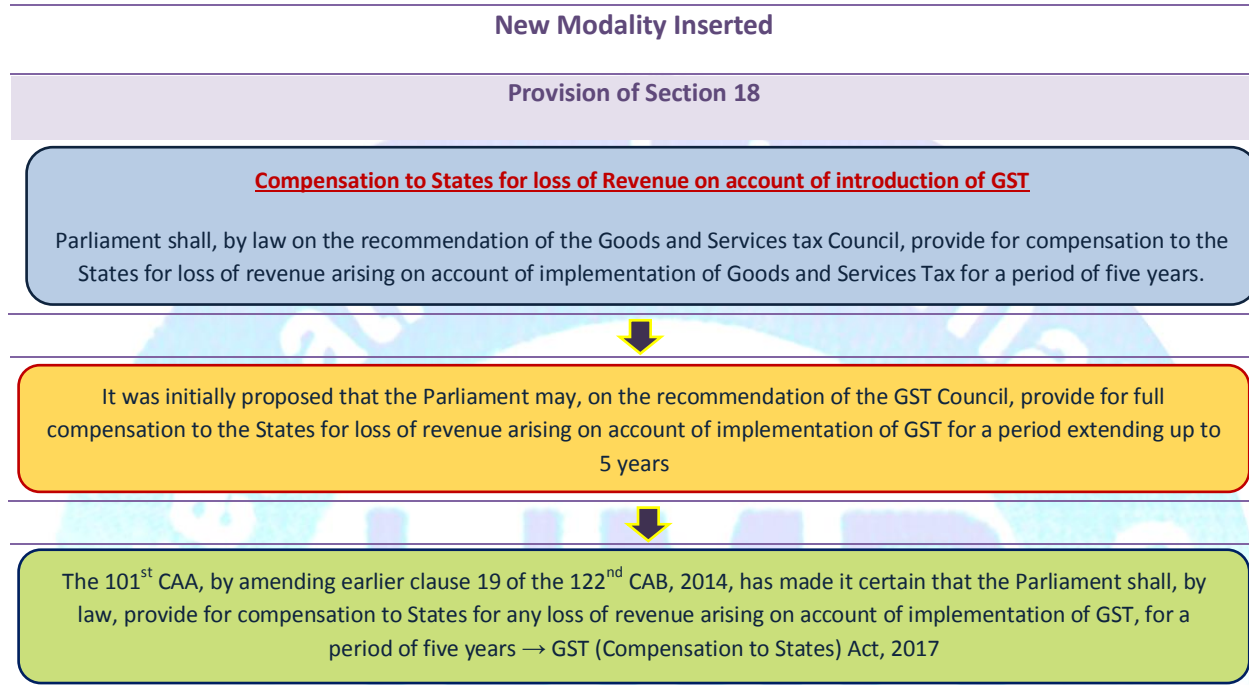 New Modality Inserted
Provision of Section 18
Compensation to States for loss of Revenue on account of introduction of GST
Parliament shall, by law on the recommendation of the Goods and Services tax Council, provide for compensation to the
States for loss of revenue arising on account of implementation of Goods and Services Tax for a period of five years.
It was initially proposed that the Parliament may, on the recommendation of the GST Council, provide for full
compensation to the States for loss of revenue arising on account of implementation of GST for a period extending up to
5 years
The 101st CAA, by amending earlier clause 19 of the 122nd CAB, 2014, has made it certain that the Parliament shall, by
law, provide for compensation to States for any loss of revenue arising on account of implementation of GST, for a
period of five years → GST (Compensation to States) Act, 2017